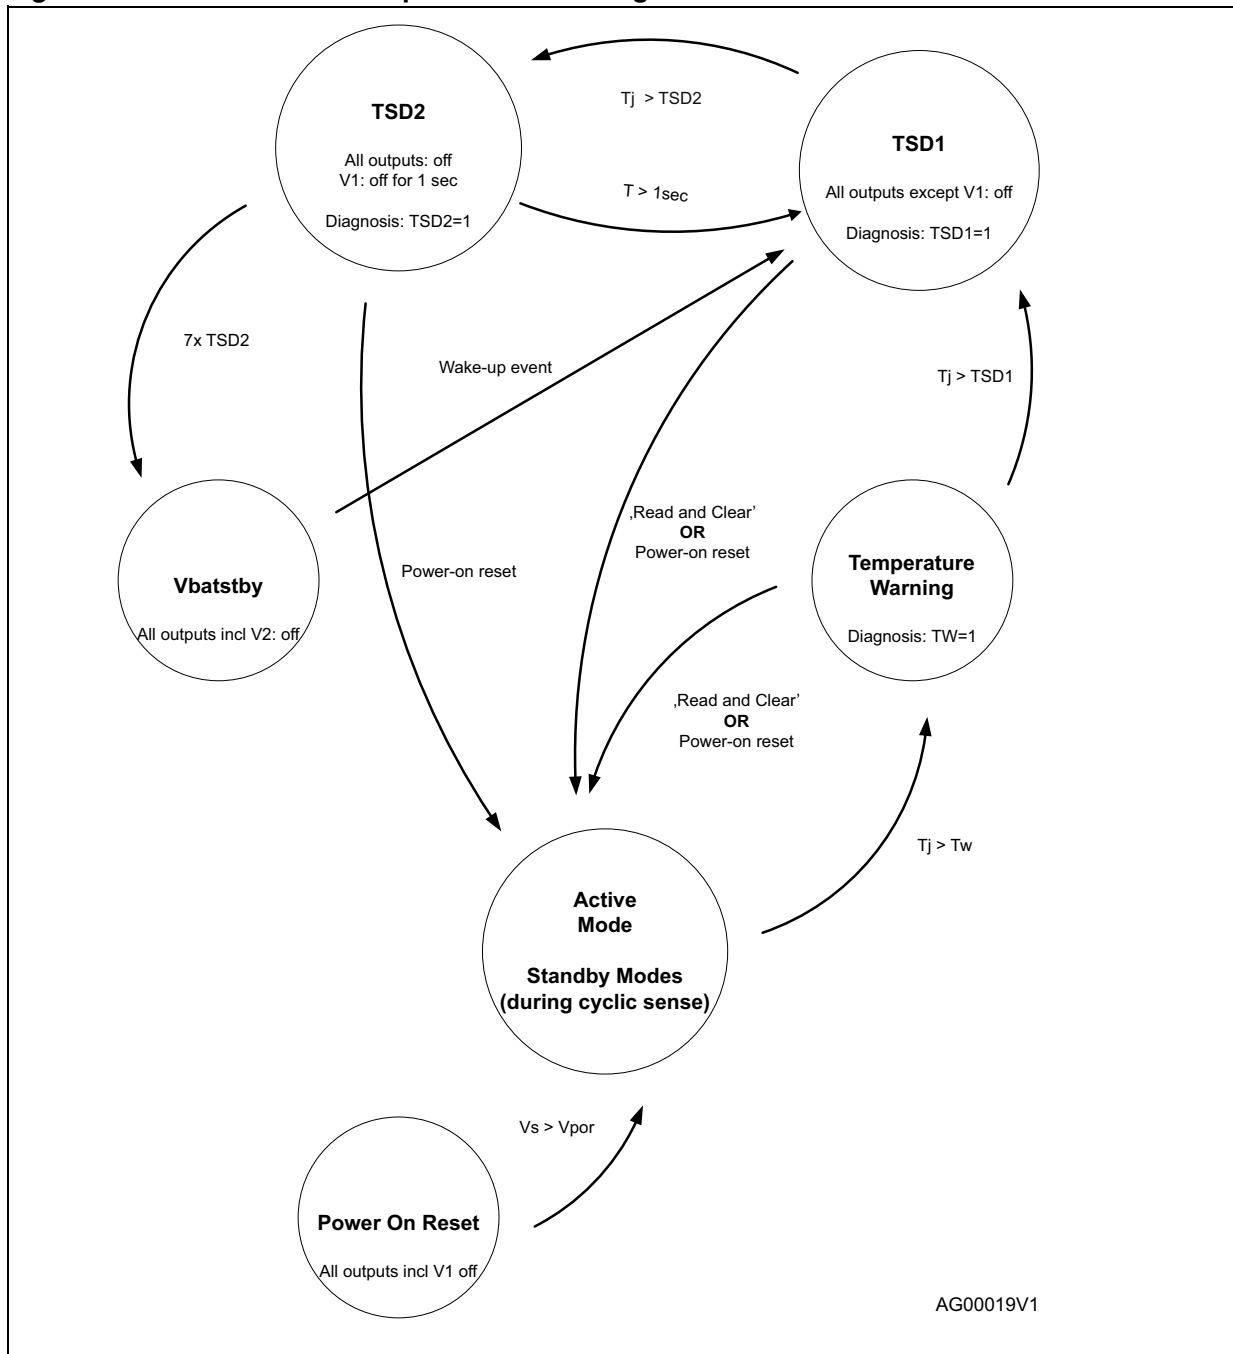 TSD2
All outputs: off
V1: off for 1 sec
Diagnosis: TSD2=1
Tj > TSD2
T > 1sec
TSD1
All outputs except V1: off
Diagnosis: TSD1=1
7x TSD2
Wake-up event
Tj > TSD1
Power-on reset
‚Read and Clear’
OR
Power-on reset
Vbatstby
All outputs incl V2: off
Temperature
Warning
Diagnosis: TW=1
‚Read and Clear’
OR
Power-on reset
Tj > Tw
Active
Mode
Standby Modes
(during cyclic sense)
Vs > Vpor
Power On Reset
All outputs incl V1 off
AG00019V1